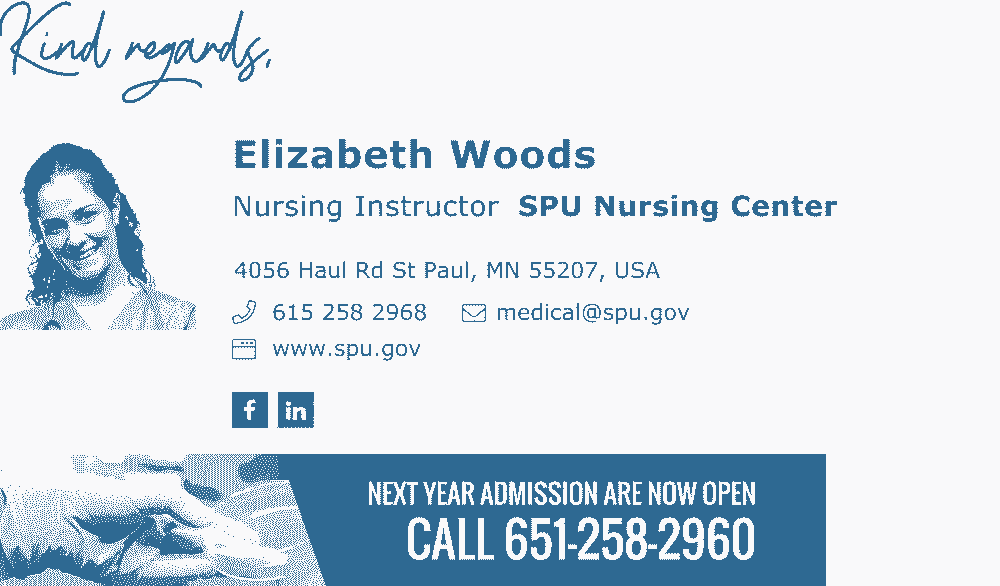 Kind regards,
Elizabeth Woods
Nursing Instructor SPU Nursing Center
4056 Haul Rd St Paul, MN 55207, USA
615 258 2968 medical@spu.gov
www.spu.gov
f in
NEXT YEAR ADMISSION ARE NOW OPEN
CALL 651-258-2960